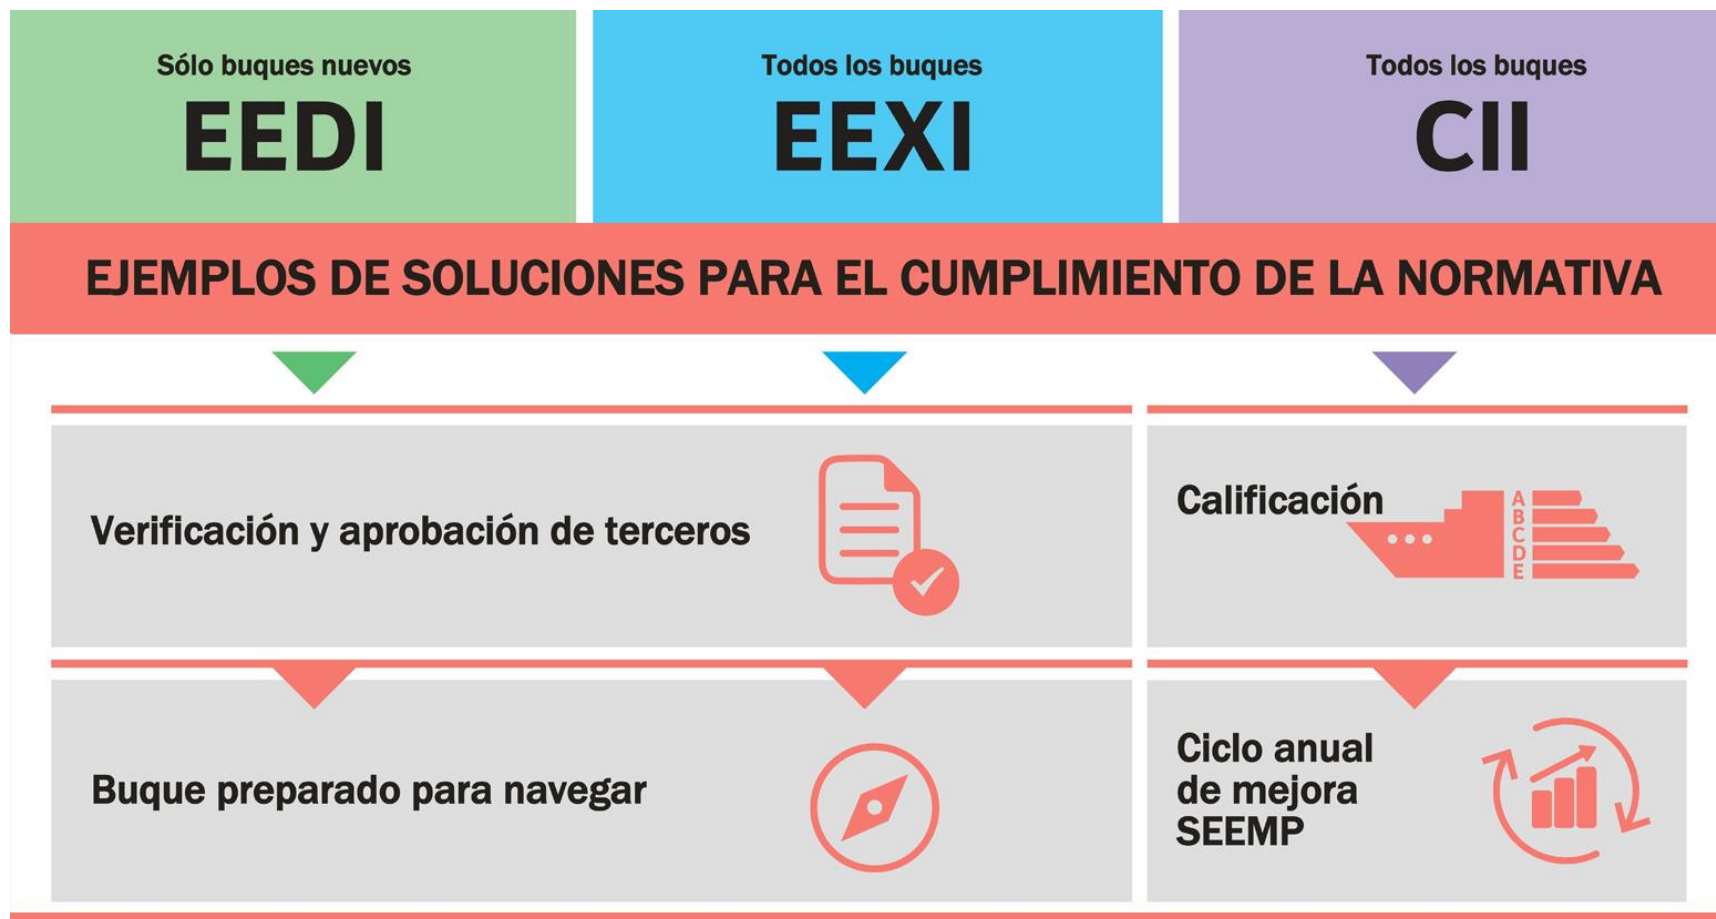 Sólo buques nuevos
EEDI
Todos los buques
EEXI
Todos los buques
CII
EJEMPLOS DE SOLUCIONES PARA EL CUMPLIMIENTO DE LA NORMATIVA
Verificación y aprobación de terceros
Calificación
A
B
C
D
E
Buque preparado para navegar
Ciclo anual
de mejora
SEEMP